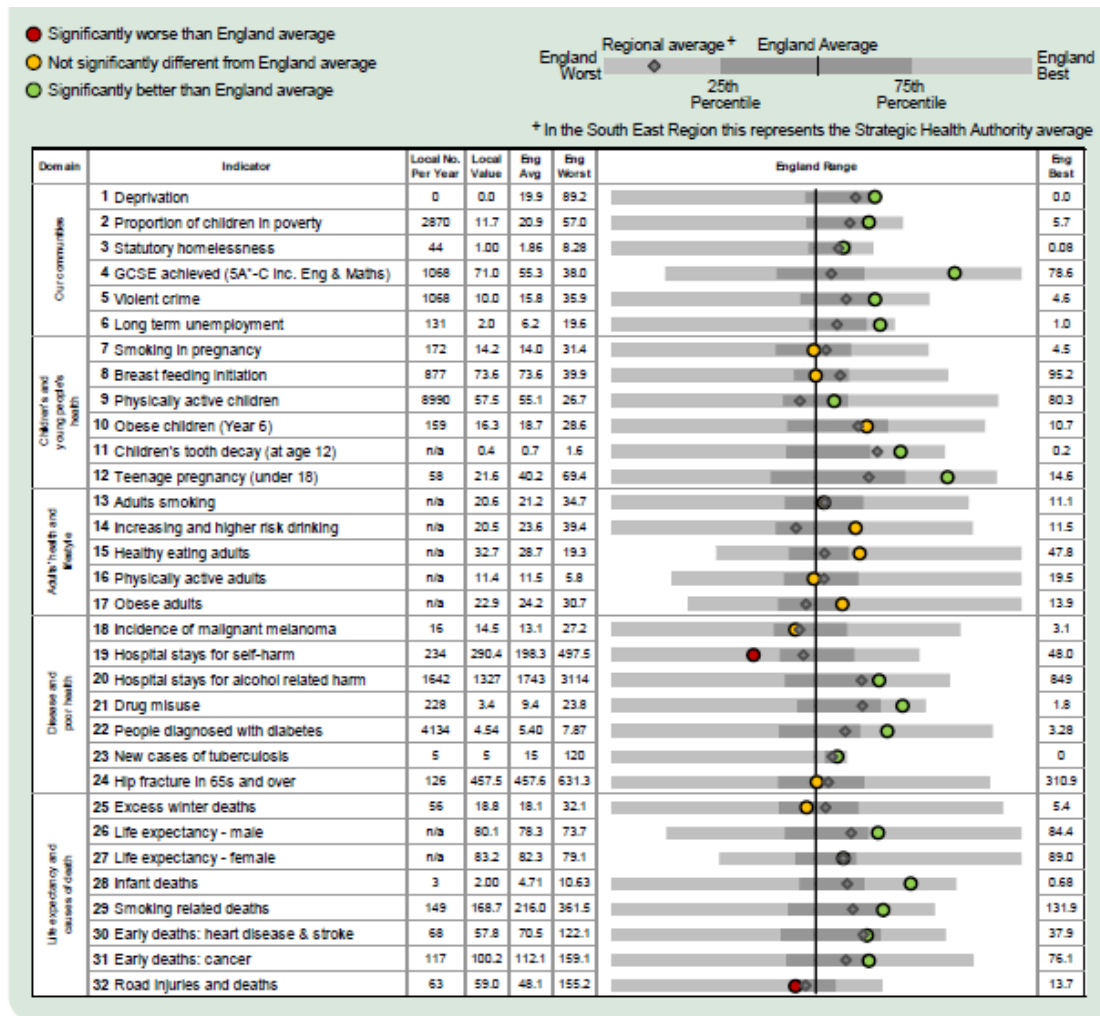 Significantly worse than England average
Not significantly different from England average
Significantly better than England average
Regional average+ England Average
England Worst
England Best
25th Percentile
75th Percentile
+ In the South East Region this represents the Strategic Health Authority average
Domain Indicator Local No. Per Year Local Value Eng Avg Eng Worst England Range Eng Best
Our communities
1 Deprivation 0 0.0 19.9 89.2 0.0
2 Proportion of children in poverty 2870 11.7 20.9 57.0 5.7
3 Statutory homelessness 44 1.00 1.86 8.28 0.08
4 GCSE achieved (5A*-C inc. Eng & Maths) 1068 71.0 55.3 38.0 78.6
5 Violent crime 1068 10.0 15.8 35.9 4.6
6 Long term unemployment 131 2.0 6.2 19.6 1.0
Children's and young people's health
7 Smoking in pregnancy 172 14.2 14.0 31.4 4.5
8 Breast feeding initiation 877 73.6 73.6 39.9 95.2
9 Physically active children 8990 57.5 55.1 26.7 80.3
10 Obese children (Year 6) 159 16.3 18.7 28.6 10.7
11 Children's tooth decay (at age 12) n/a 0.4 0.7 1.6 0.2
12 Teenage pregnancy (under 18) 58 21.6 40.2 69.4 14.6
Adults' health and lifestyle
13 Adults smoking n/a 20.6 21.2 34.7 11.1
14 Increasing and higher risk drinking n/a 20.5 23.6 39.4 11.5
15 Healthy eating adults n/a 32.7 28.7 19.3 47.8
16 Physically active adults n/a 11.4 11.5 5.8 19.5
17 Obese adults n/a 22.9 24.2 30.7 13.9
Disease and poor health
18 Incidence of malignant melanoma 16 14.5 13.1 27.2 3.1
19 Hospital stays for self-harm 234 290.4 198.3 497.5 48.0
20 Hospital stays for alcohol related harm 1642 1327 1743 3114 849
21 Drug misuse 228 3.4 9.4 23.8 1.8
22 People diagnosed with diabetes 4134 4.54 5.40 7.87 3.28
23 New cases of tuberculosis 5 5 15 120 0
24 Hip fracture in 65s and over 126 457.5 457.6 631.3 310.9
Life expectancy and causes of death
25 Excess winter deaths 56 18.8 18.1 32.1 5.4
26 Life expectancy - male n/a 80.1 78.3 73.7 84.4
27 Life expectancy - female n/a 83.2 82.3 79.1 89.0
28 Infant deaths 3 2.00 4.71 10.63 0.68
29 Smoking related deaths 149 168.7 216.0 361.5 131.9
30 Early deaths: heart disease & stroke 68 57.8 70.5 122.1 37.9
31 Early deaths: cancer 117 100.2 112.1 159.1 76.1
32 Road injuries and deaths 63 59.0 48.1 155.2 13.7